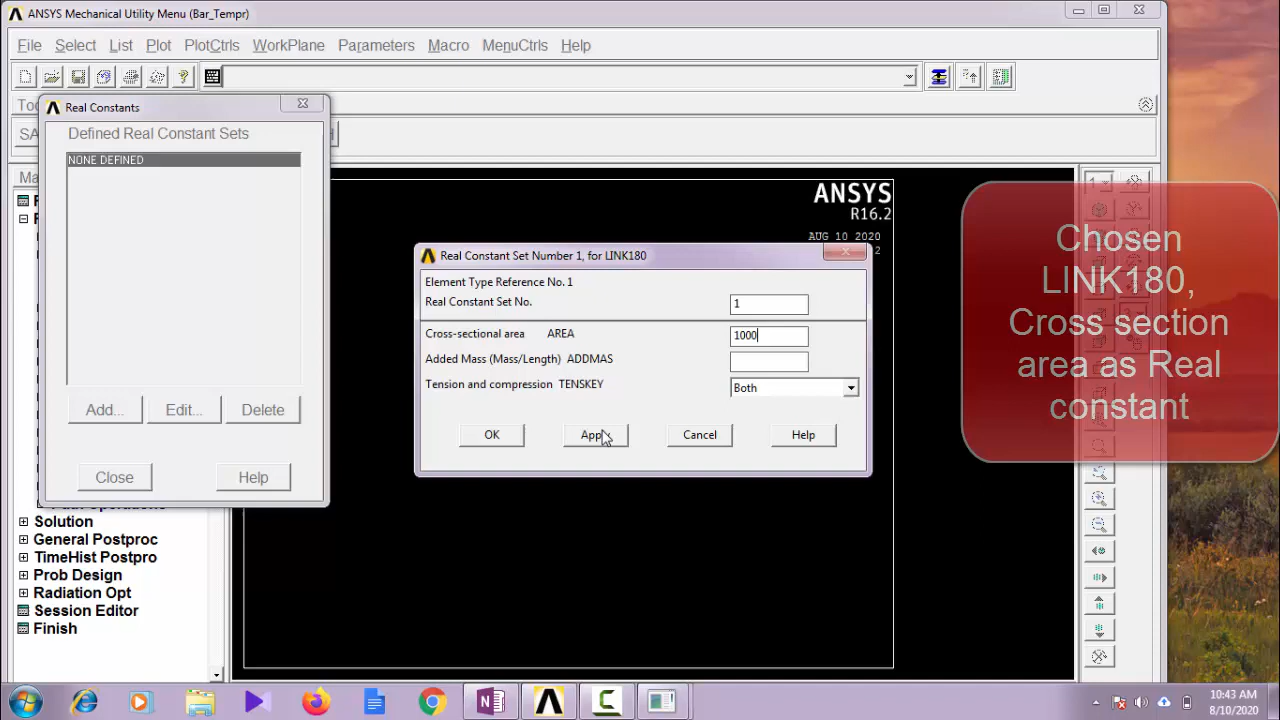 ANSYS Mechanical Utility Menu (Bar_Tempr)
File Select List Plot PlotCtrls WorkPlane Parameters Macro MenuCtrls Help
Real Constants
Defined Real Constant Sets
SA
NONE DEFINED
Add... Edit... Delete
Close Help
Solution
General Postproc
TimeHist Postpro
Prob Design
Radiation Opt
Session Editor
Finish
ANSYS
R16.2
AUG 10 2020
2
Real Constant Set Number 1, for LINK180
Element Type Reference No. 1
Real Constant Set No. 1
Cross-sectional area AREA 1000
Added Mass (Mass/Length) ADDMAS
Tension and compression TENSKEY Both
OK Apply Cancel Help
1
Chosen
LINK180,
Cross section
area as Real
constant
10:43 AM
8/10/2020